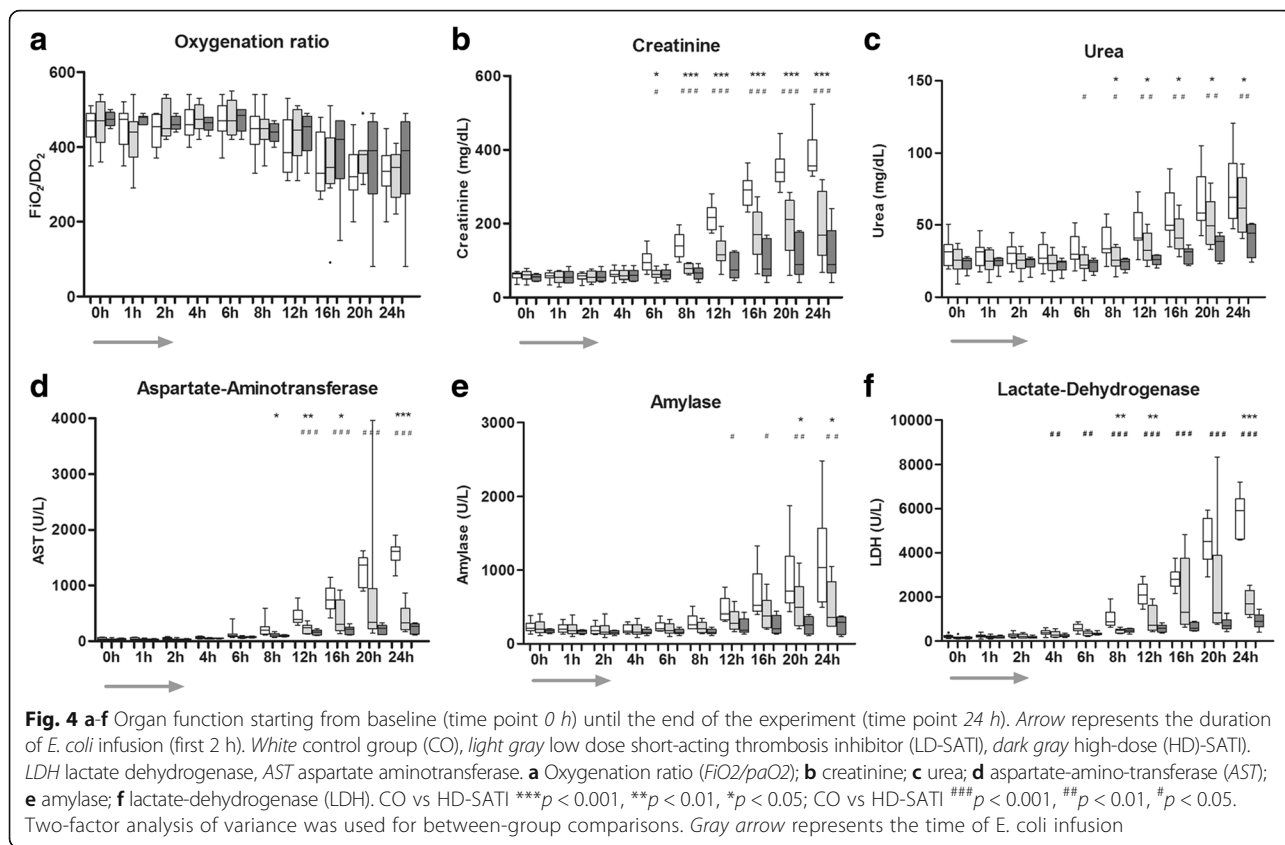 a Oxygenation ratio
FiO2/DO2
600
400
200
0
0h 1h 2h 4h 6h 8h 12h 16h 20h 24h
b Creatinine
* *** *** *** *** ***
# ### ### ### ### ###
Creatinine (mg/dL)
600
400
200
0
0h 1h 2h 4h 6h 8h 12h 16h 20h 24h
c Urea
* * * * *
# # ## ## ## ##
Urea (mg/dL)
150
100
50
0
0h 1h 2h 4h 6h 8h 12h 16h 20h 24h
d Aspartate-Aminotransferase
* ** * ***
### ### ### ###
AST (U/L)
4000
3000
2000
1000
0
0h 1h 2h 4h 6h 8h 12h 16h 20h 24h
e Amylase
* *
# # ## ##
Amylase (U/L)
3000
2000
1000
0
0h 1h 2h 4h 6h 8h 12h 16h 20h 24h
f Lactate-Dehydrogenase
** ** ***
## ## ### ### ### ### ###
LDH (U/L)
10000
8000
6000
4000
2000
0
0h 1h 2h 4h 6h 8h 12h 16h 20h 24h
Fig. 4 a-f Organ function starting from baseline (time point 0 h) until the end of the experiment (time point 24 h). Arrow represents the duration
of E. coli infusion (first 2 h). White control group (CO), light gray low dose short-acting thrombosis inhibitor (LD-SATI), dark gray high-dose (HD)-SATI.
LDH lactate dehydrogenase, AST aspartate aminotransferase. a Oxygenation ratio (FiO2/paO2); b creatinine; c urea; d aspartate-amino-transferase (AST);
e amylase; f lactate-dehydrogenase (LDH). CO vs HD-SATI ***p < 0.001, **p < 0.01, *p < 0.05; CO vs HD-SATI ###p < 0.001, ##p < 0.01, #p < 0.05.
Two-factor analysis of variance was used for between-group comparisons. Gray arrow represents the time of E. coli infusion